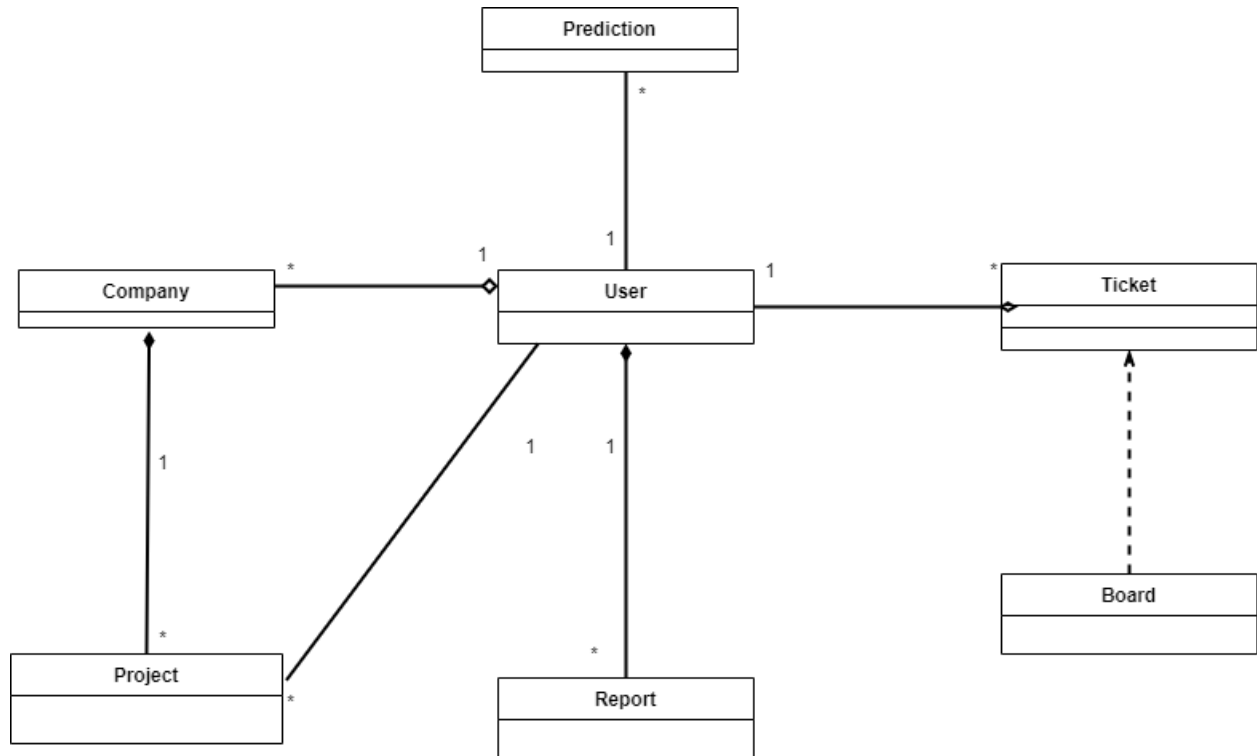 Prediction
*
1
Company
*
1
User
1
*
Ticket
1
1
1
*
*
*
Project
Report
Board